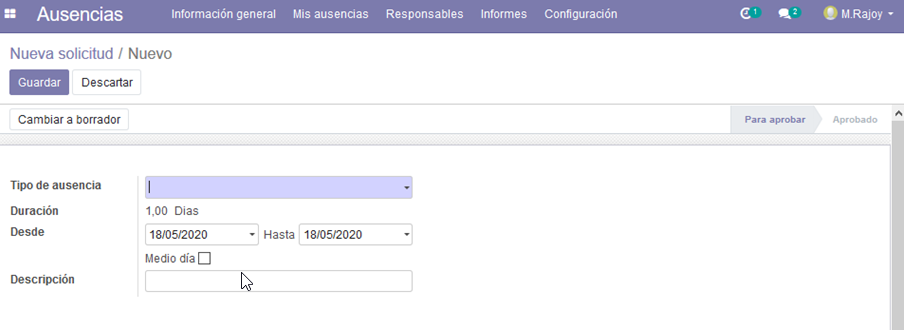 Ausencias Información general Mis ausencias Responsables Informes Configuración 1 2 M.Rajoy
Nueva solicitud / Nuevo
Guardar Descartar
Cambiar a borrador Para aprobar Aprobado
Tipo de ausencia
Duración 1,00 Dias
Desde 18/05/2020 Hasta 18/05/2020
Medio día
Descripción